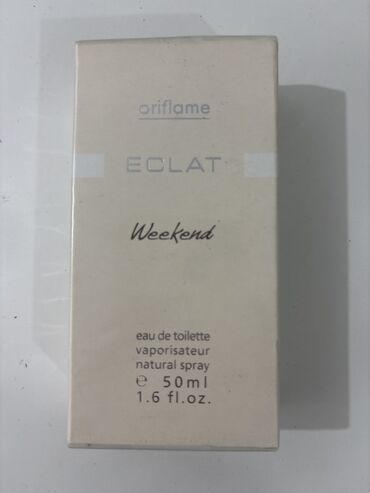 oriflame
ECLAT
Weekend
eau de toilette
vaporisateur
natural spray
℮ 50ml
1.6 fl.oz.